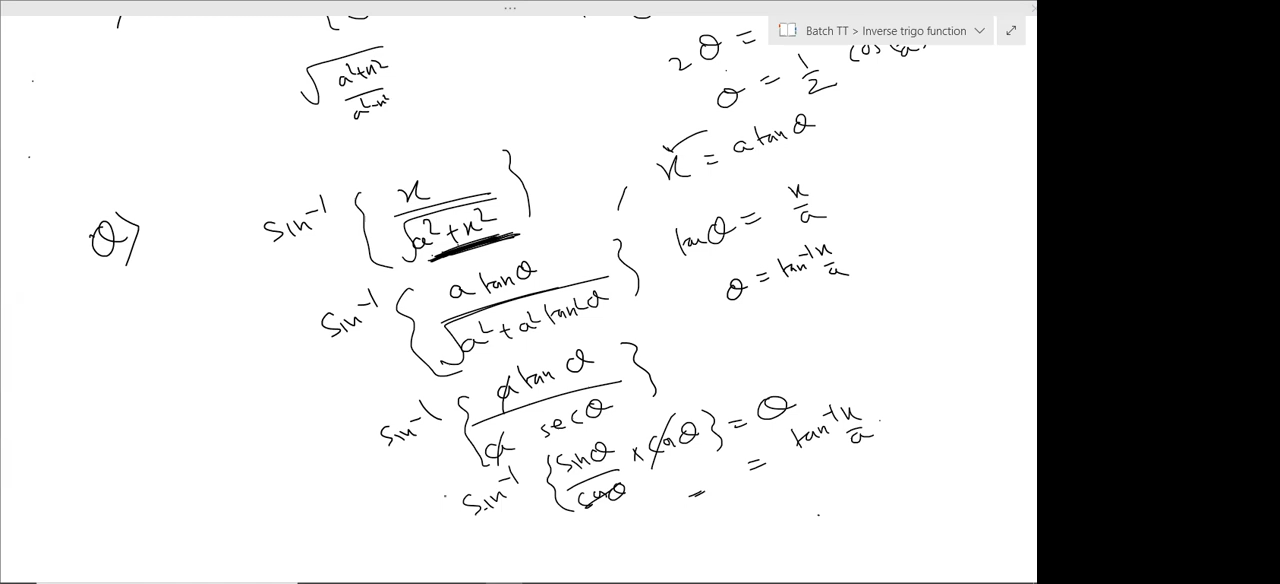 Batch TT > Inverse trigo function
2θ =
θ = 1/2 cos
√((a²+x²)/(a²-x²))
x = a tanθ
Q) sin⁻¹ { x / √(a²+x²) }
tanθ = x/a
θ = tan⁻¹ x/a
sin⁻¹ { a tanθ / √(a²+a² tan²θ) }
sin⁻¹ { a tanθ / a secθ }
sin⁻¹ { sinθ / cosθ × cosθ } = θ
= tan⁻¹ x/a